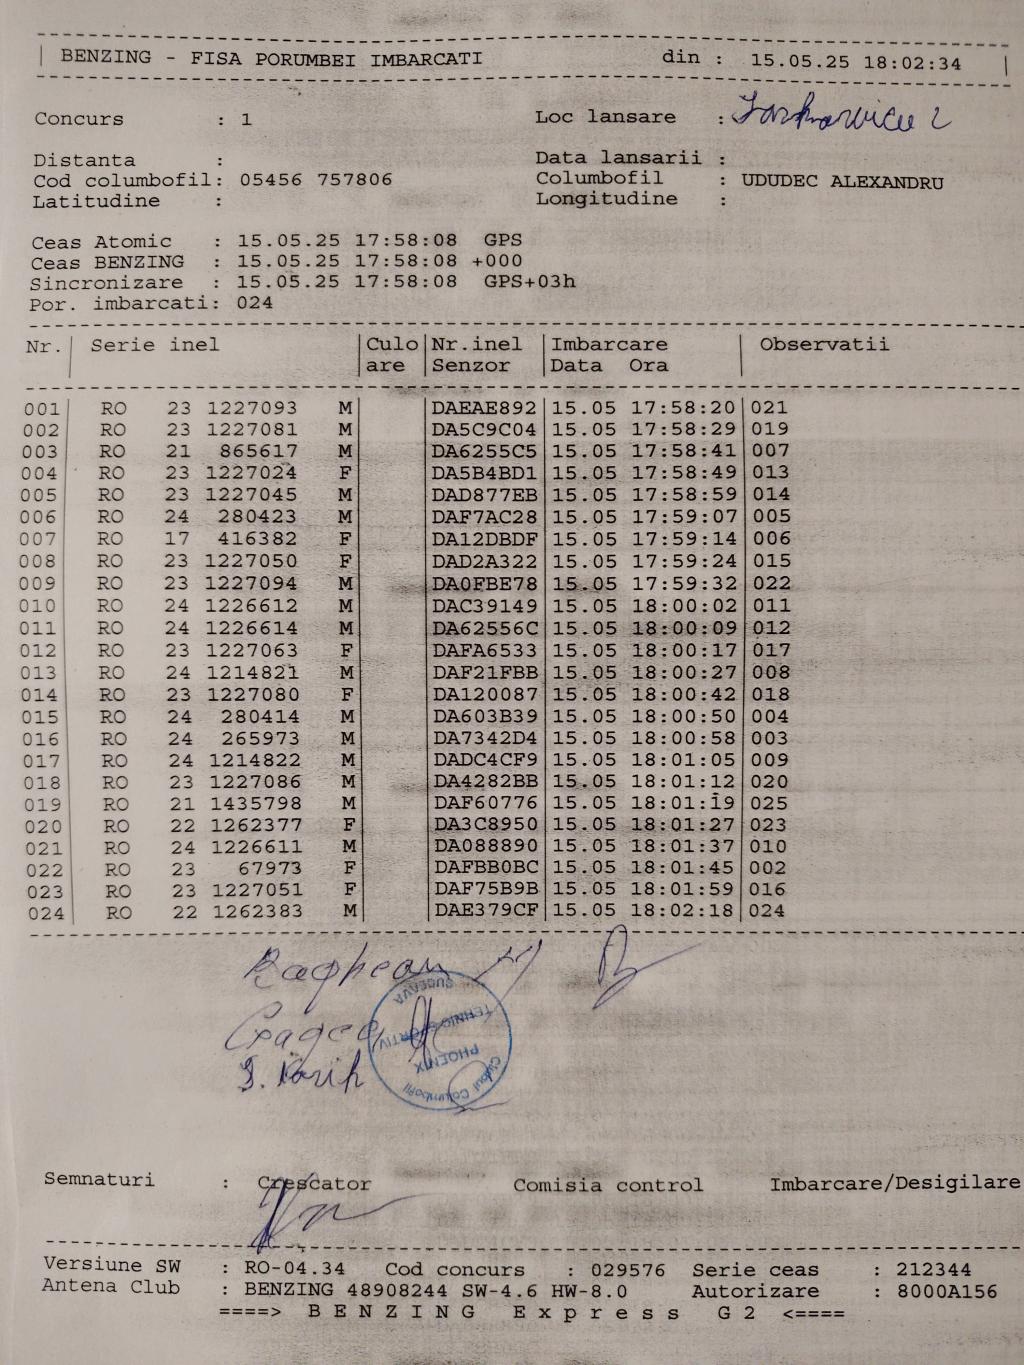 BENZING - FISA PORUMBEI IMBARCATI din : 15.05.25 18:02:34
Concurs : 1 Loc lansare :
Distanta : Data lansarii :
Cod columbofil: 05456 757806 Columbofil : UDUDEC ALEXANDRU
Latitudine : Longitudine :
Ceas Atomic : 15.05.25 17:58:08 GPS
Ceas BENZING : 15.05.25 17:58:08 +000
Sincronizare : 15.05.25 17:58:08 GPS+03h
Por. imbarcati: 024
Nr. Serie inel Culo Nr.inel Imbarcare Observatii
are Senzor Data Ora
001 RO 23 1227093 M DAEAE892 15.05 17:58:20 021
002 RO 23 1227081 M DA5C9C04 15.05 17:58:29 019
003 RO 21 865617 M DA6255C5 15.05 17:58:41 007
004 RO 23 1227024 F DA5B4BD1 15.05 17:58:49 013
005 RO 23 1227045 M DAD877EB 15.05 17:58:59 014
006 RO 24 280423 M DAF7AC28 15.05 17:59:07 005
007 RO 17 416382 F DA12DBDF 15.05 17:59:14 006
008 RO 23 1227050 F DAD2A322 15.05 17:59:24 015
009 RO 23 1227094 M DA0FBE78 15.05 17:59:32 022
010 RO 24 1226612 M DAC39149 15.05 18:00:02 011
011 RO 24 1226614 M DA62556C 15.05 18:00:09 012
012 RO 23 1227063 F DAFA6533 15.05 18:00:17 017
013 RO 24 1214821 M DAF21FBB 15.05 18:00:27 008
014 RO 23 1227080 F DA120087 15.05 18:00:42 018
015 RO 24 280414 M DA603B39 15.05 18:00:50 004
016 RO 24 265973 M DA7342D4 15.05 18:00:58 003
017 RO 24 1214822 M DADC4CF9 15.05 18:01:05 009
018 RO 23 1227086 M DA4282BB 15.05 18:01:12 020
019 RO 21 1435798 M DAF60776 15.05 18:01:19 025
020 RO 22 1262377 F DA3C8950 15.05 18:01:27 023
021 RO 24 1226611 M DA088890 15.05 18:01:37 010
022 RO 23 67973 F DAFBB0BC 15.05 18:01:45 002
023 RO 23 1227051 F DAF75B9B 15.05 18:01:59 016
024 RO 22 1262383 M DAE379CF 15.05 18:02:18 024
SUCEAVA
TEHNIC SPORTIV
PHOENIX
Clubul Columbofil
Semnaturi : Crescator Comisia control Imbarcare/Desigilare
Versiune SW : RO-04.34 Cod concurs : 029576 Serie ceas : 212344
Antena Club : BENZING 48908244 SW-4.6 HW-8.0 Autorizare : 8000A156
====> B E N Z I N G E x p r e s s G 2 <====